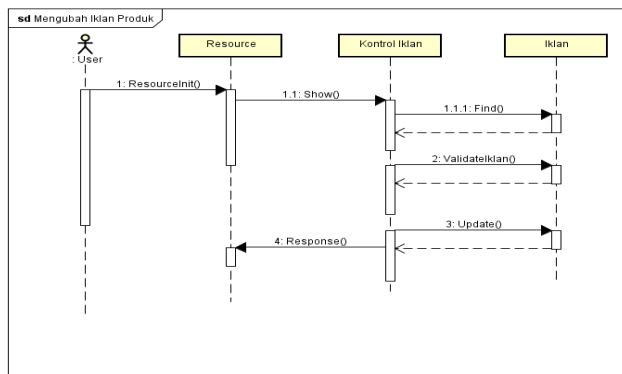 sd Mengubah Iklan Produk
: User
Resource
Kontrol Iklan
Iklan
1: ResourceInit()
1.1: Show()
1.1.1: Find()
2: ValidateIklan()
3: Update()
4: Response()